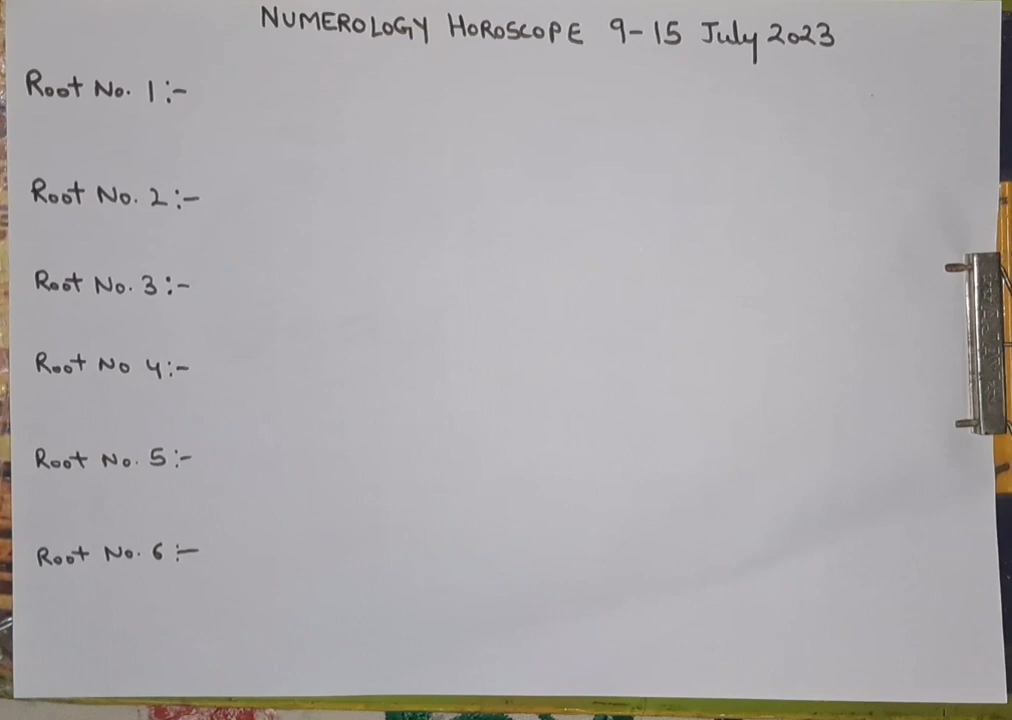 NUMEROLOGY HOROSCOPE 9-15 July 2023
Root No. 1:-
Root No. 2:-
Root No. 3:-
Root No 4:-
Root No. 5:-
Root No. 6:-